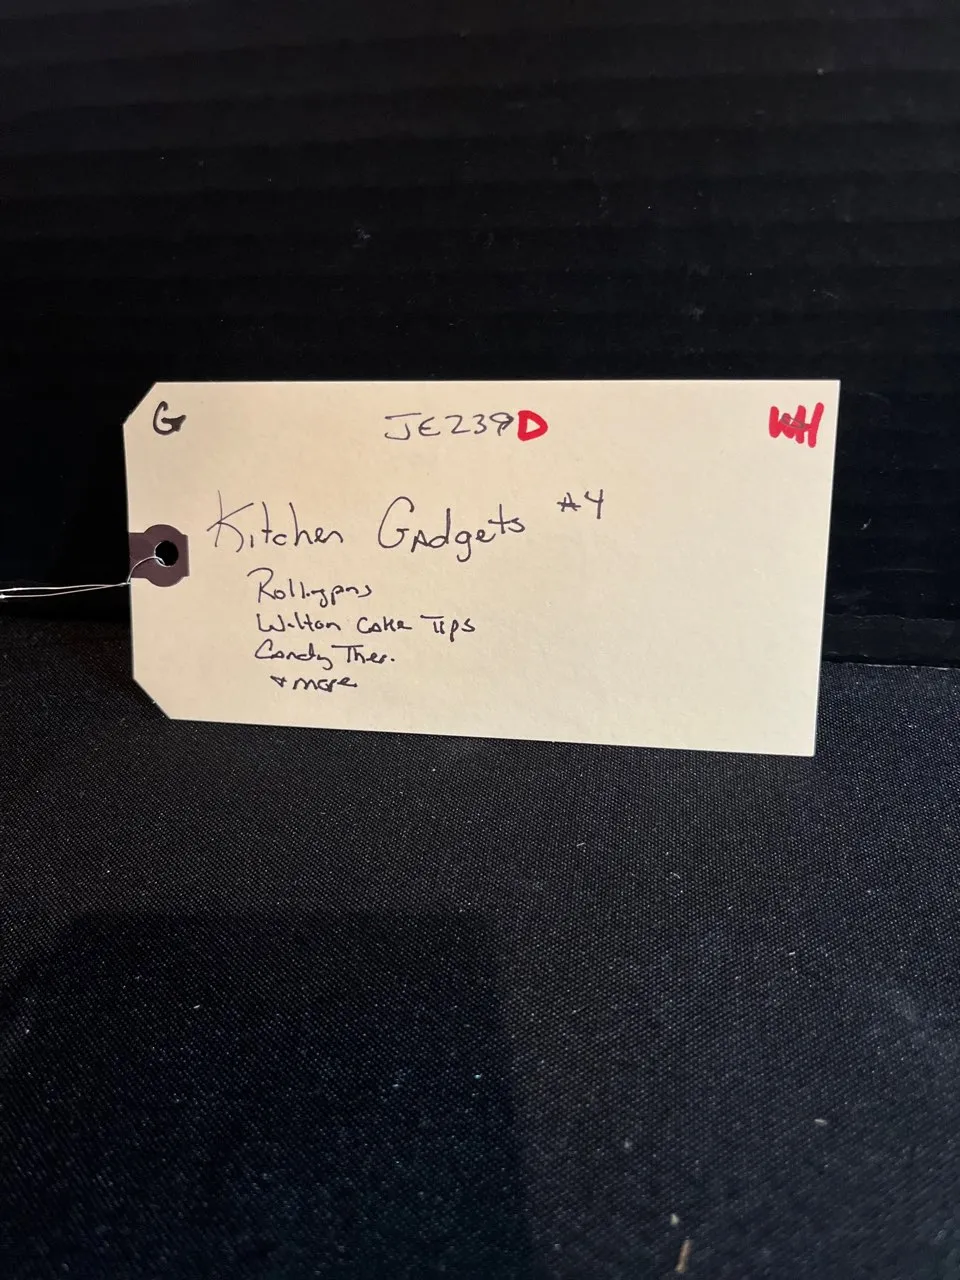 G JE239D WH
Kitchen Gadgets #4
Rollingpins
Wilton Cake Tips
Candy Ther.
+ more